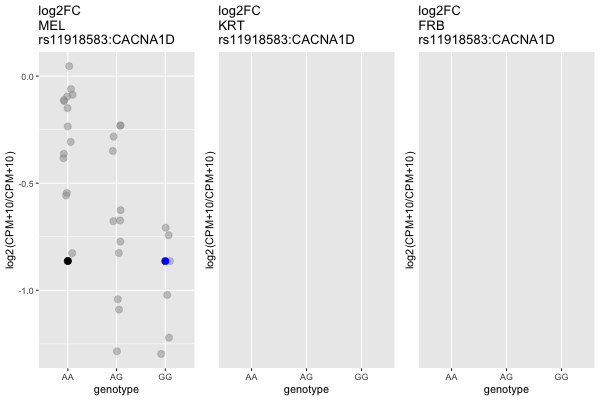 log2FC
MEL
rs11918583:CACNA1D
log2FC
KRT
rs11918583:CACNA1D
log2FC
FRB
rs11918583:CACNA1D
log2(CPM+10/CPM+10)
0.0
-0.5
-1.0
AA AG GG
genotype
log2(CPM+10/CPM+10)
AA AG GG
genotype
log2(CPM+10/CPM+10)
AA AG GG
genotype